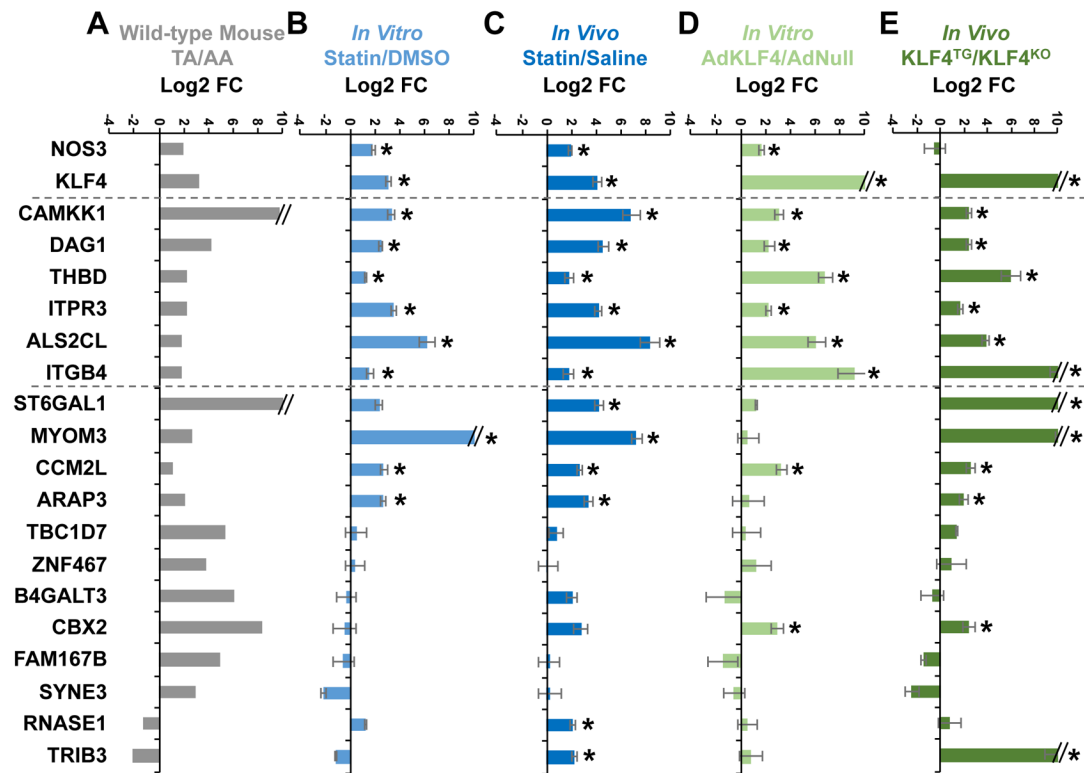 A B C D E
Wild-type Mouse In Vitro In Vivo In Vitro In Vivo
TA/AA Statin/DMSO Statin/Saline AdKLF4/AdNull KLF4TG/KLF4KO
Log2 FC Log2 FC Log2 FC Log2 FC Log2 FC
-4 -2 0 2 4 6 8 10 -4 -2 0 2 4 6 8 10 -4 -2 0 2 4 6 8 10 -4 -2 0 2 4 6 8 10 -4 -2 0 2 4 6 8 10
NOS3 * * *
KLF4 * * // * // *
CAMKK1 // * * * *
DAG1 * * * *
THBD * * * *
ITPR3 * * * *
ALS2CL * * * *
ITGB4 * * * // *
ST6GAL1 // * // *
MYOM3 // * * // *
CCM2L * * * *
ARAP3 * * *
TBC1D7
ZNF467
B4GALT3
CBX2 * *
FAM167B
SYNE3
RNASE1 *
TRIB3 * // *